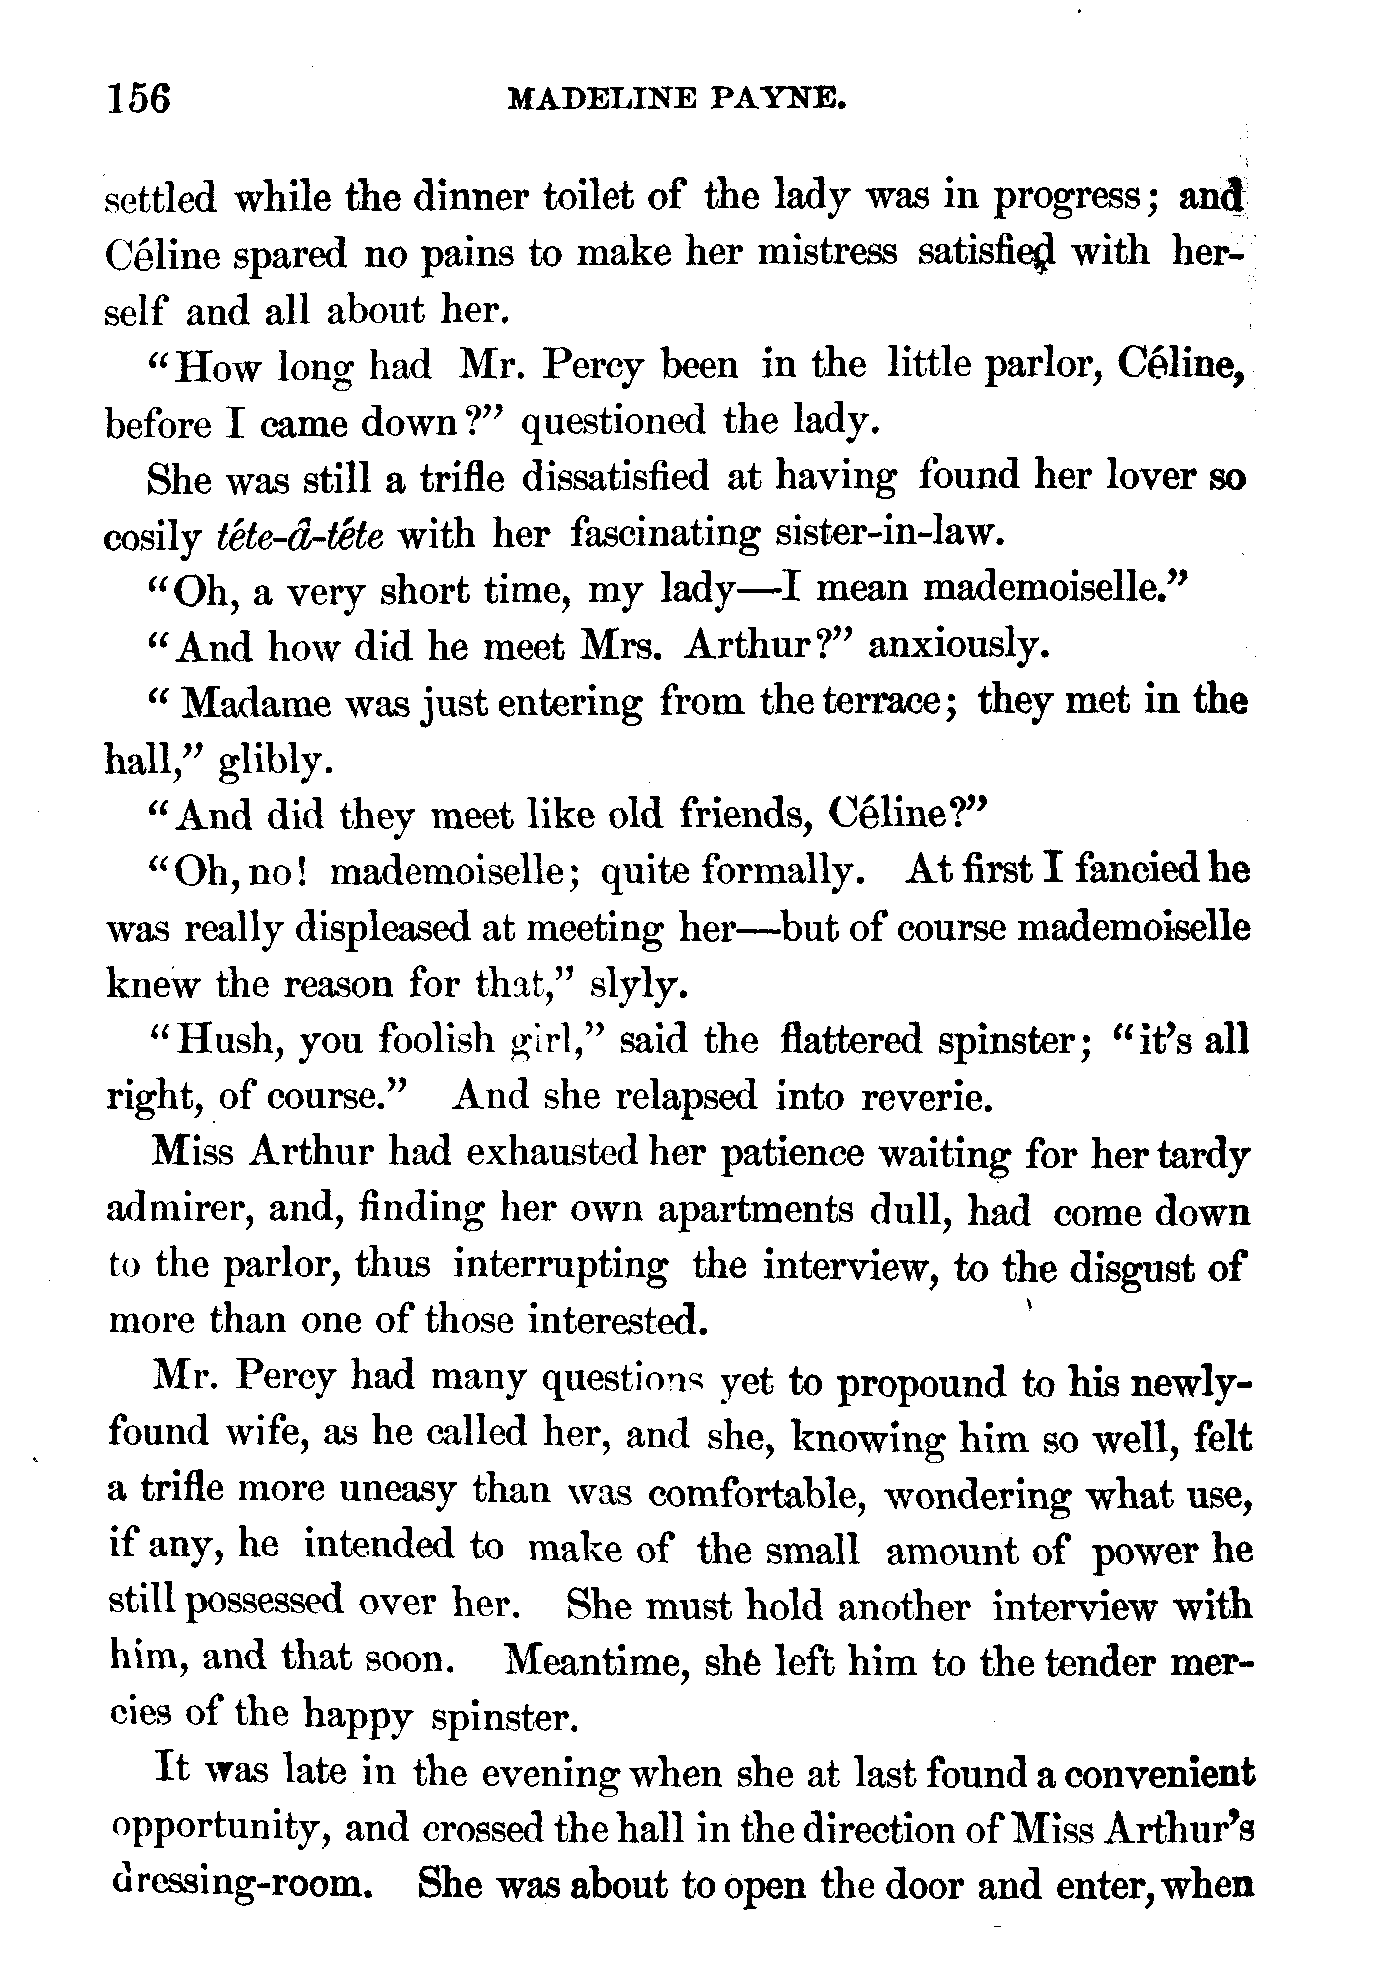 156 MADELINE PAYNE.
settled while the dinner toilet of the lady was in progress; and
Céline spared no pains to make her mistress satisfied with her-
self and all about her.
“How long had Mr. Percy been in the little parlor, Céline,
before I came down?” questioned the lady.
She was still a trifle dissatisfied at having found her lover so
cosily téte-â-téte with her fascinating sister-in-law.
“Oh, a very short time, my lady—I mean mademoiselle.”
“And how did he meet Mrs. Arthur?” anxiously.
“Madame was just entering from the terrace; they met in the
hall,” glibly.
“And did they meet like old friends, Céline?”
“Oh, no! mademoiselle; quite formally. At first I fancied he
was really displeased at meeting her—but of course mademoiselle
knew the reason for that,” slyly.
“Hush, you foolish girl,” said the flattered spinster; “it’s all
right, of course.” And she relapsed into reverie.
Miss Arthur had exhausted her patience waiting for her tardy
admirer, and, finding her own apartments dull, had come down
to the parlor, thus interrupting the interview, to the disgust of
more than one of those interested.
Mr. Percy had many questions yet to propound to his newly-
found wife, as he called her, and she, knowing him so well, felt
a trifle more uneasy than was comfortable, wondering what use,
if any, he intended to make of the small amount of power he
still possessed over her. She must hold another interview with
him, and that soon. Meantime, she left him to the tender mer-
cies of the happy spinster.
It was late in the evening when she at last found a convenient
opportunity, and crossed the hall in the direction of Miss Arthur’s
dressing-room. She was about to open the door and enter, when